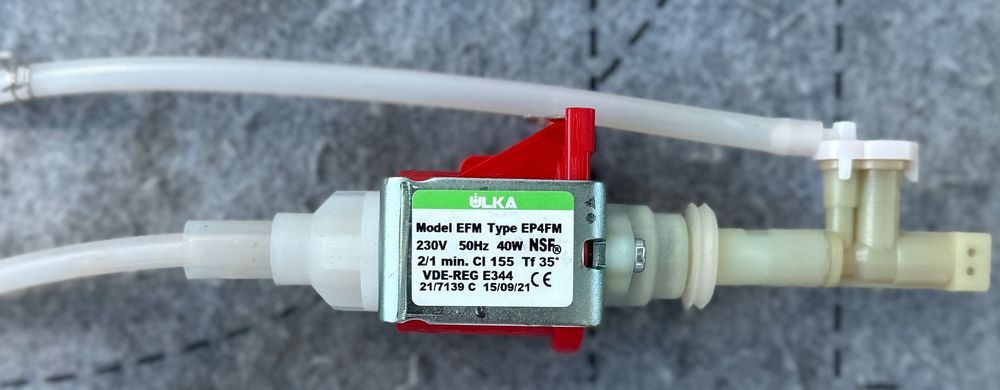 ULKA
Model EFM Type EP4FM
230V 50Hz 40W NSF®
2/1 min. Cl 155 Tf 35°
VDE-REG E344
21/7139 C 15/09/21 CE